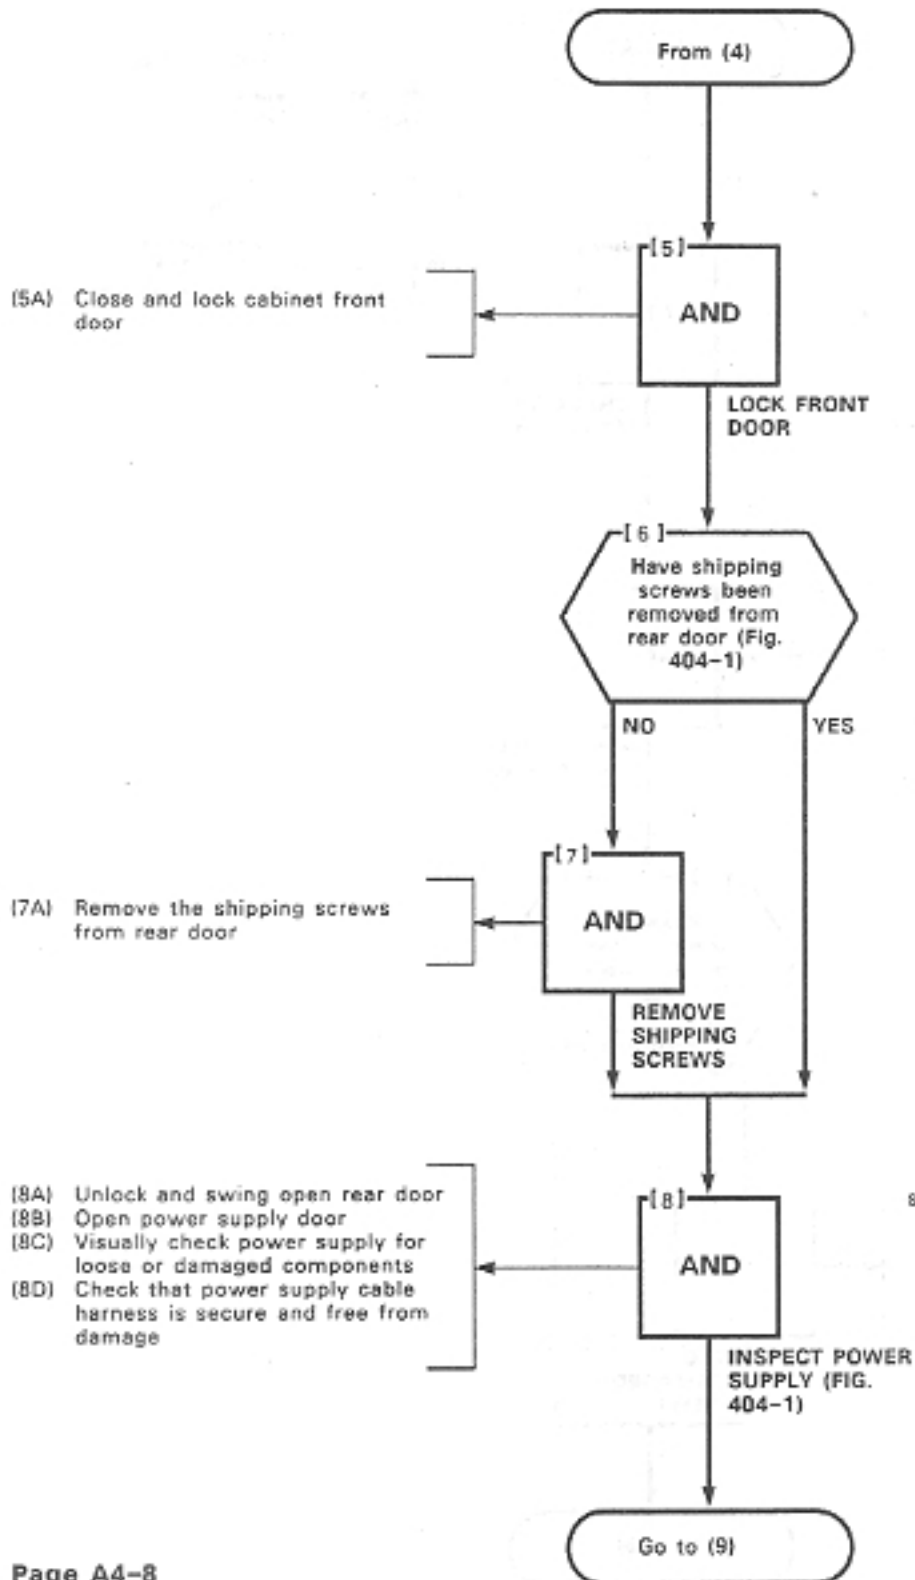 From (4)
[5]
AND
(5A) Close and lock cabinet front
door
LOCK FRONT
DOOR
[6]
Have shipping
screws been
removed from
rear door (Fig.
404-1)
NO
YES
[7]
AND
(7A) Remove the shipping screws
from rear door
REMOVE
SHIPPING
SCREWS
(8A) Unlock and swing open rear door
(8B) Open power supply door
(8C) Visually check power supply for
loose or damaged components
(8D) Check that power supply cable
harness is secure and free from
damage
[8]
AND
INSPECT POWER
SUPPLY (FIG.
404-1)
Go to (9)
Page A4-8